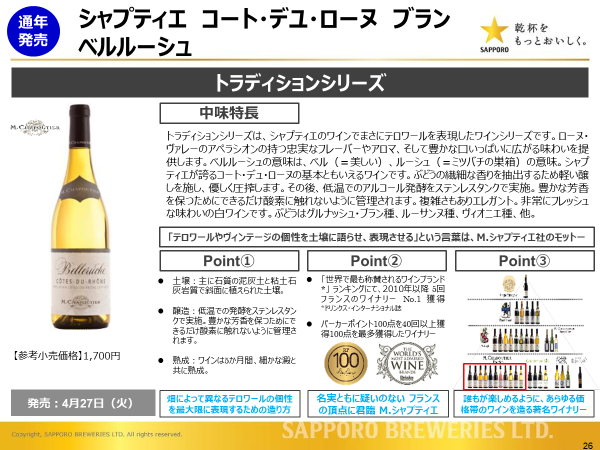 通年
発売
シャプティエ コート・デユ・ローヌ ブラン
ベルルーシュ
SAPPORO
乾杯を
もっとおいしく。
トラディションシリーズ
中味特長
M.CHAPOUTIER
トラディションシリーズは、シャプティエのワインでまさにテロワールを表現したワインシリーズです。ローヌ・
ヴァレーのアペラシオンの持つ忠実なフレーバーやアロマ、そして豊かな口いっぱいに広がる味わいを提
供します。ベルルーシュの意味は、ベル（＝美しい）、ルーシュ（＝ミツバチの巣箱）の意味。シャプ
ティエが誇るコート・デュ・ローヌの基本ともいえるワインです。ぶどうの繊細な香りを抽出するため軽い醸
しを施し、優しく圧搾します。その後、低温でのアルコール発酵をステンレスタンクで実施。豊かな芳香
を保つためにできるだけ酸素に触れないように管理されます。複雑さもありエレガント。非常にフレッシュ
な味わいの白ワインです。ぶどうはグルナッシュ・ブラン種、ルーサンヌ種、ヴィオニエ種、他。
「テロワールやヴィンテージの個性を土壌に語らせ、表現させる」という言葉は、M.シャプティエ社のモットー
Belleruche
CÔTES-DU-RHÔNE
M.CHAPOUTIER
【参考小売価格】1,700円
発売：4月27日（火）
Point①
● 土壌：主に石質の泥灰土と粘土石
灰岩質で斜面に植えられた土壌。
● 醸造：低温での発酵をステンレスタン
クで実施。豊かな芳香を保つためにで
きるだけ酸素に触れないように管理さ
れます。
● 熟成：ワインは5か月間、細かな澱と
共に熟成。
畑によって異なるテロワールの個性
を最大限に表現するための造り方
Point②
● 「世界で最も称賛されるワインブランド
*」ランキングにて、2010年以降 5回
フランスのワイナリー No.1 獲得
*ドリンクス・インターナショナル誌
● パーカーポイント100点を40回以上獲
得100点を最多獲得したワイナリー
RP
100
THE WORLD'S
MOST ADMIRED
WINE
BRANDS
Drinks
名実ともに疑いのない フランス
の頂点に君臨 M.シャプティエ
Point③
誰もが楽しめるように、あらゆる価
格帯のワインを造る著名ワイナリー
Copyright, SAPPORO BREWERIES LTD. All rights reserved.
SAPPORO BREWERIES LTD.
26